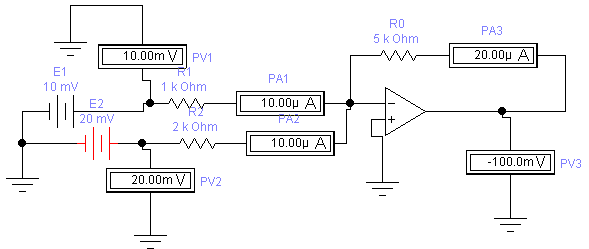 R0
5 k Ohm
PA3
20.00µ A
10.00m V
PV1
E1
10 mV
R1
1 k Ohm
PA1
10.00µ A
E2
20 mV
R2
2 k Ohm
PA2
10.00µ A
20.00m V
PV2
-100.0m V
PV3